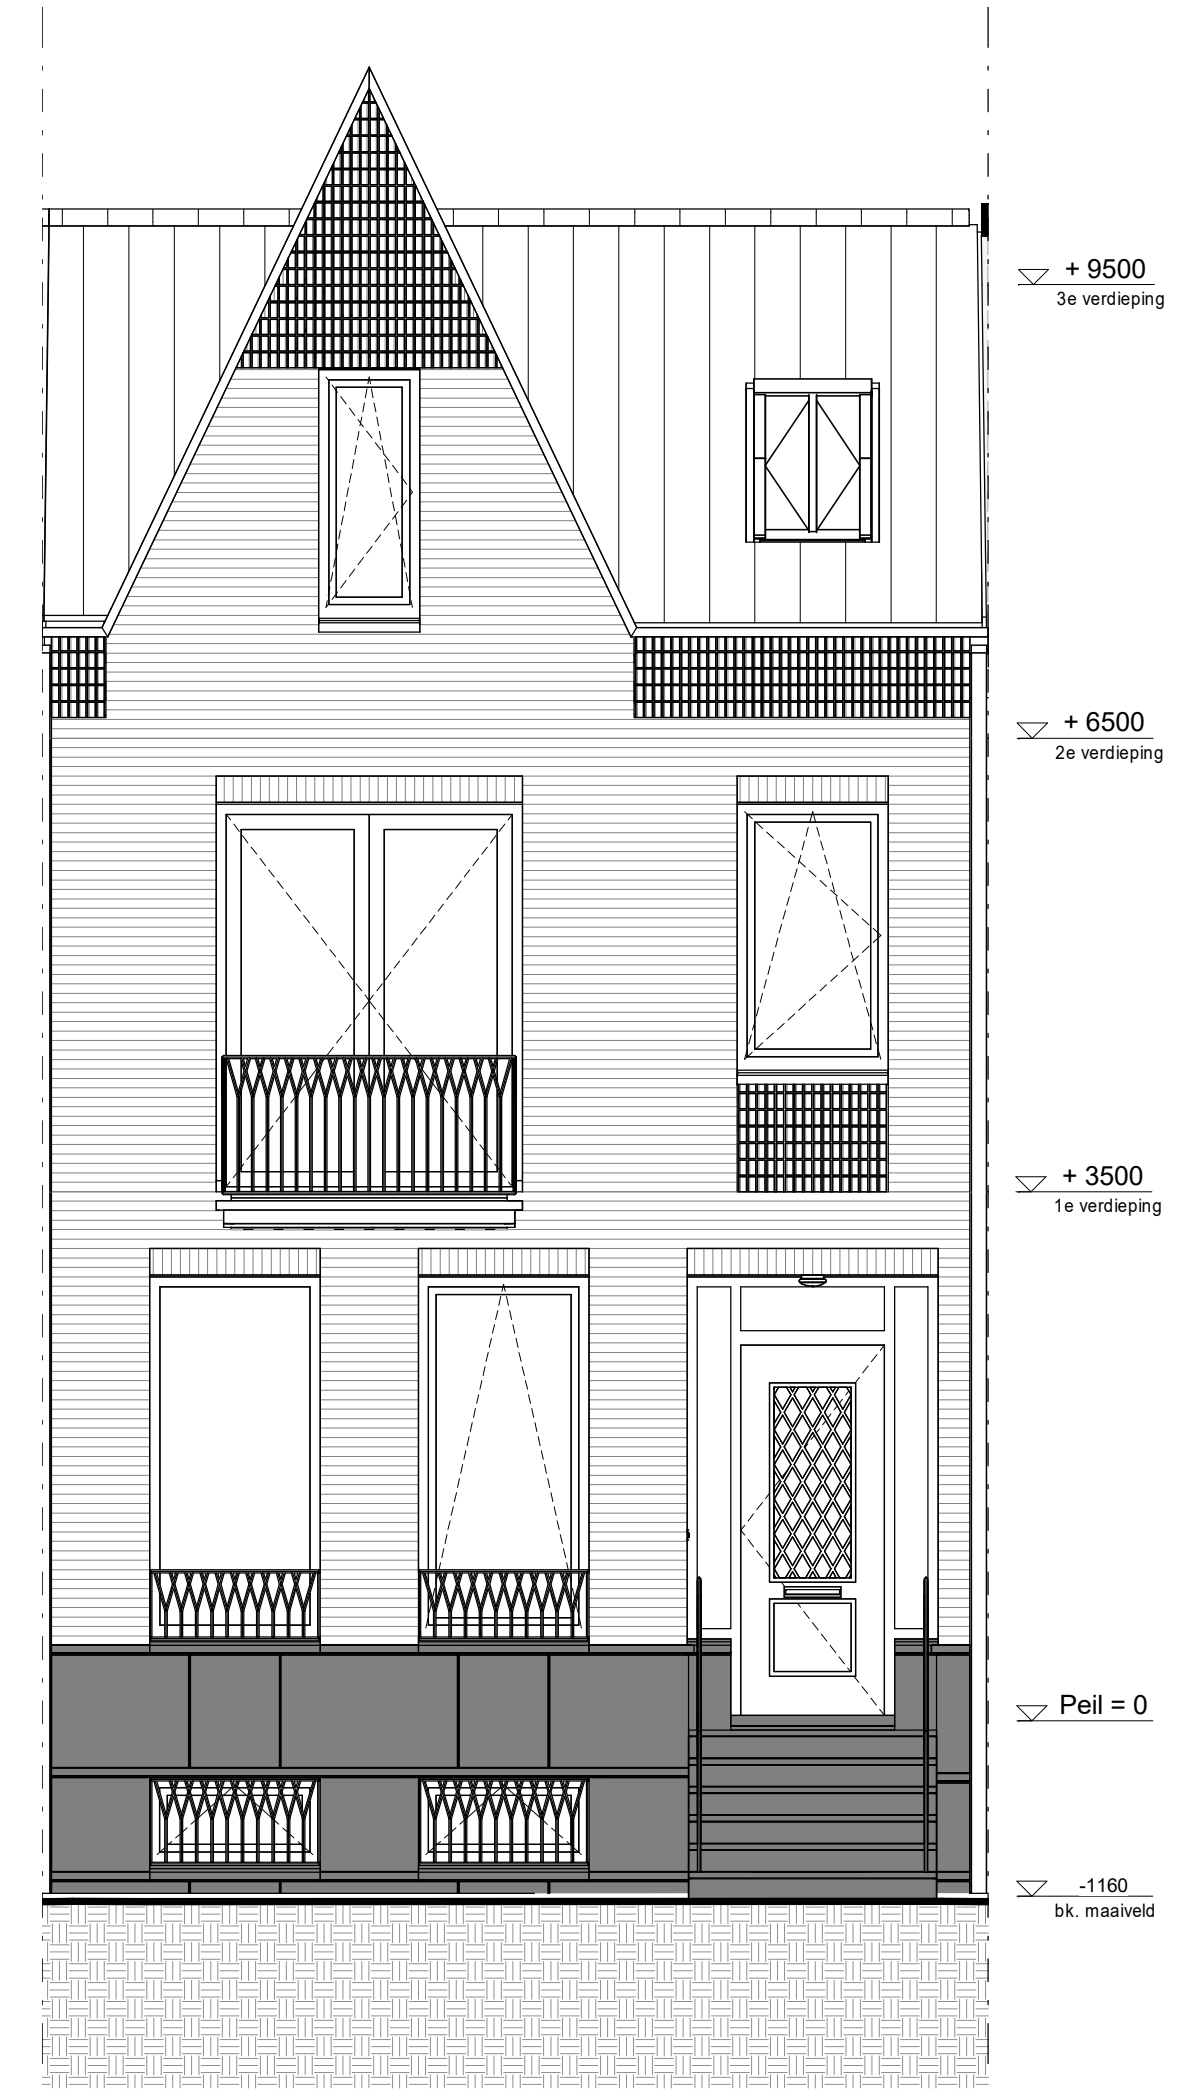 + 9500
3e verdieping
+ 6500
2e verdieping
+ 3500
1e verdieping
Peil = 0
-1160
bk. maaiveld